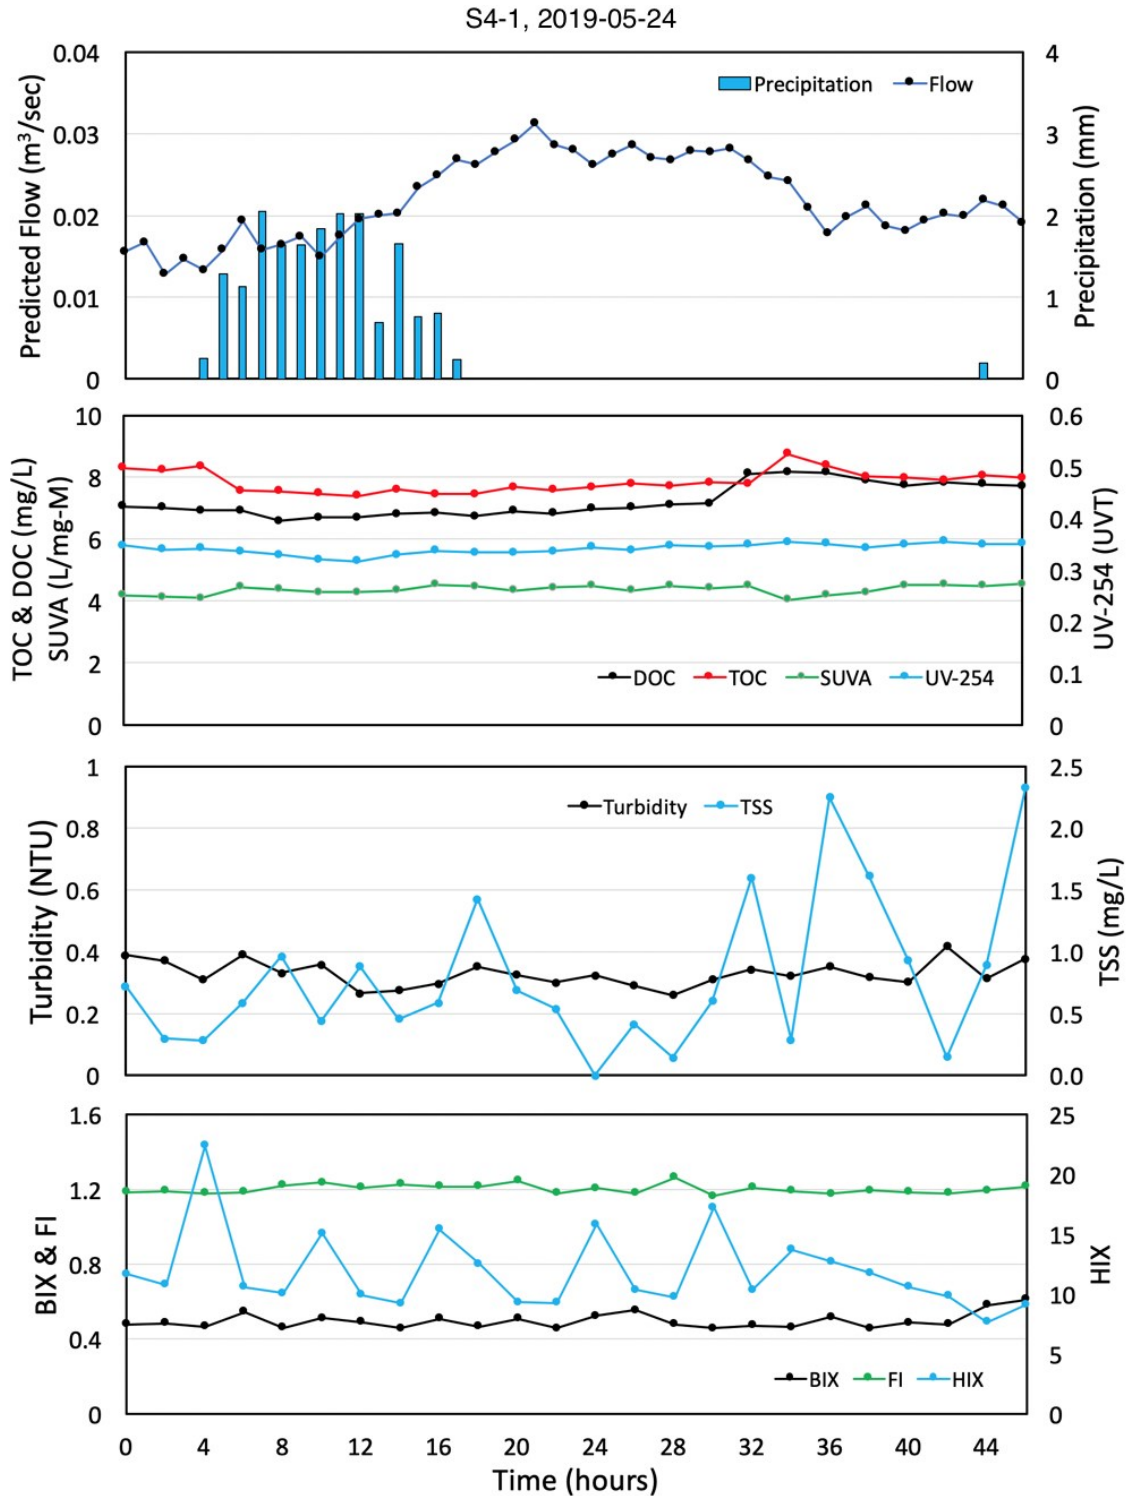 S4-1, 2019-05-24
Predicted Flow (m³/sec)
0.04
0.03
0.02
0.01
0
Precipitation Flow
4
3
2
1
0
Precipitation (mm)
TOC & DOC (mg/L)
SUVA (L/mg-M)
10
8
6
4
2
0
DOC TOC SUVA UV-254
0.6
0.5
0.4
0.3
0.2
0.1
0
UV-254 (UVT)
Turbidity (NTU)
1
0.8
0.6
0.4
0.2
0
Turbidity TSS
2.5
2.0
1.5
1.0
0.5
0.0
TSS (mg/L)
BIX & FI
1.6
1.2
0.8
0.4
0
BIX FI HIX
25
20
15
10
5
0
HIX
0 4 8 12 16 20 24 28 32 36 40 44
Time (hours)